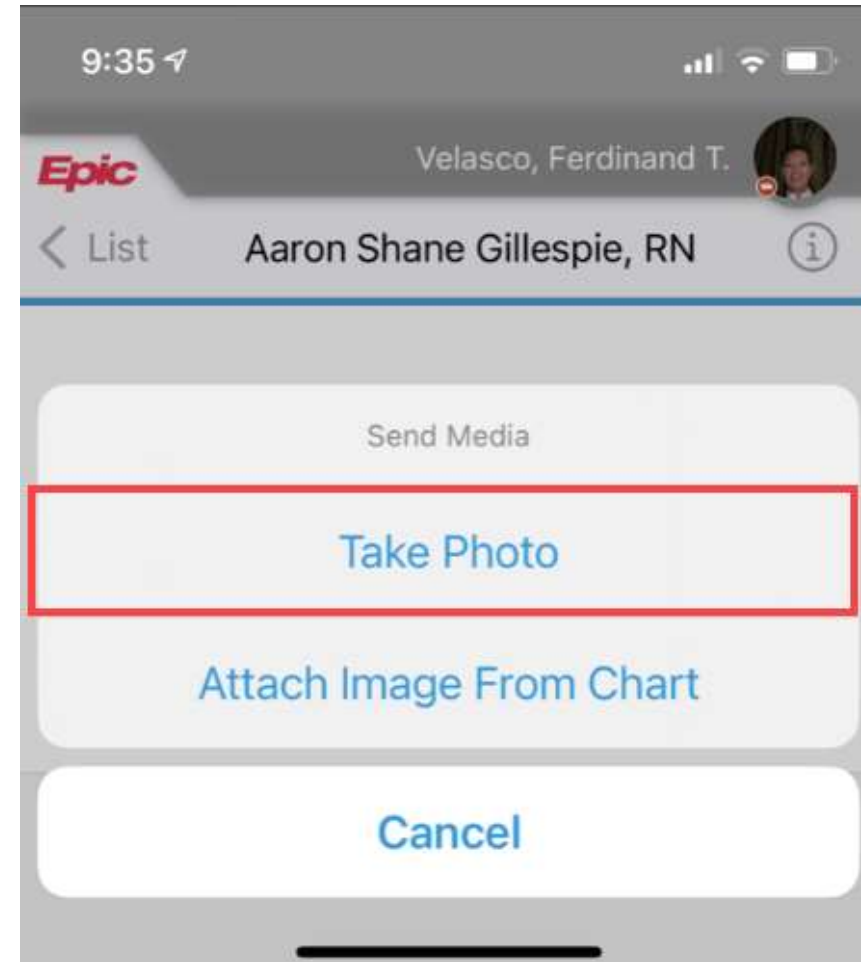 9:35
Epic
Velasco, Ferdinand T.
List
Aaron Shane Gillespie, RN
i
Send Media
Take Photo
Attach Image From Chart
Cancel